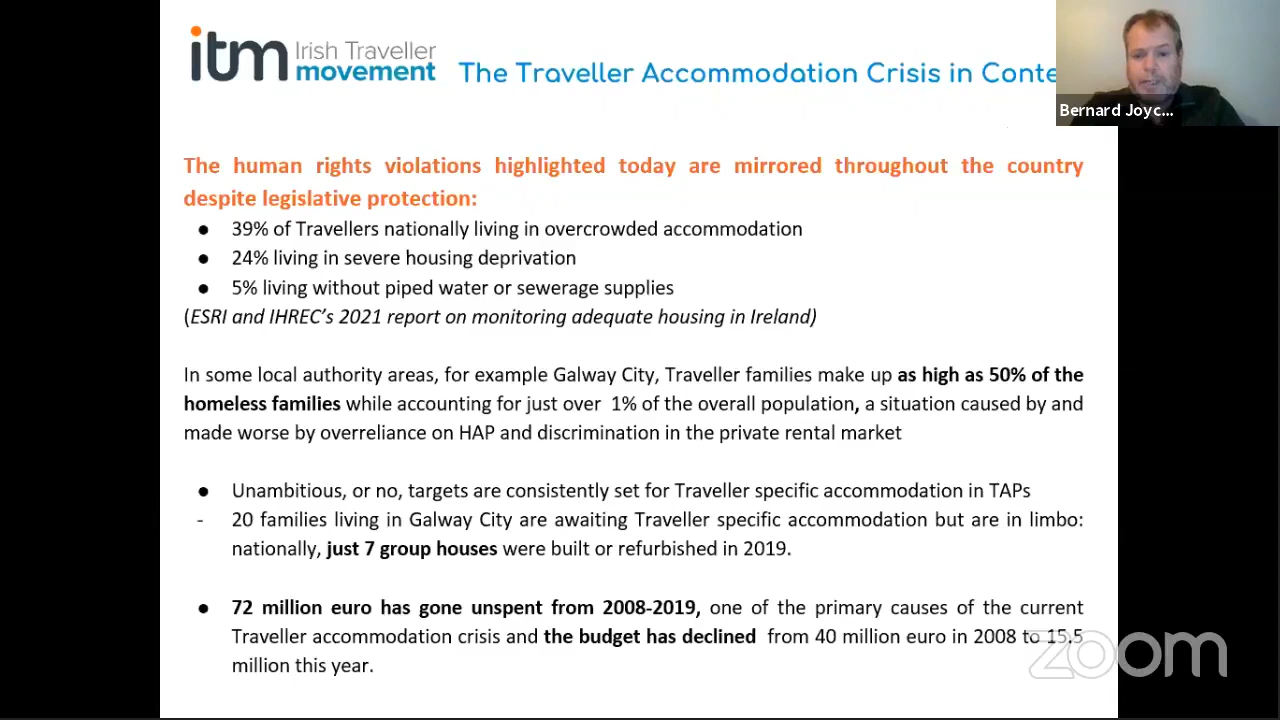 itm Irish Traveller
movement
The Traveller Accommodation Crisis in Conte
Bernard Joyc...
The human rights violations highlighted today are mirrored throughout the country
despite legislative protection:
● 39% of Travellers nationally living in overcrowded accommodation
● 24% living in severe housing deprivation
● 5% living without piped water or sewerage supplies
(ESRI and IHREC's 2021 report on monitoring adequate housing in Ireland)
In some local authority areas, for example Galway City, Traveller families make up as high as 50% of the
homeless families while accounting for just over 1% of the overall population, a situation caused by and
made worse by overreliance on HAP and discrimination in the private rental market
● Unambitious, or no, targets are consistently set for Traveller specific accommodation in TAPs
- 20 families living in Galway City are awaiting Traveller specific accommodation but are in limbo:
nationally, just 7 group houses were built or refurbished in 2019.
● 72 million euro has gone unspent from 2008-2019, one of the primary causes of the current
Traveller accommodation crisis and the budget has declined from 40 million euro in 2008 to 15.5
million this year.
zoom